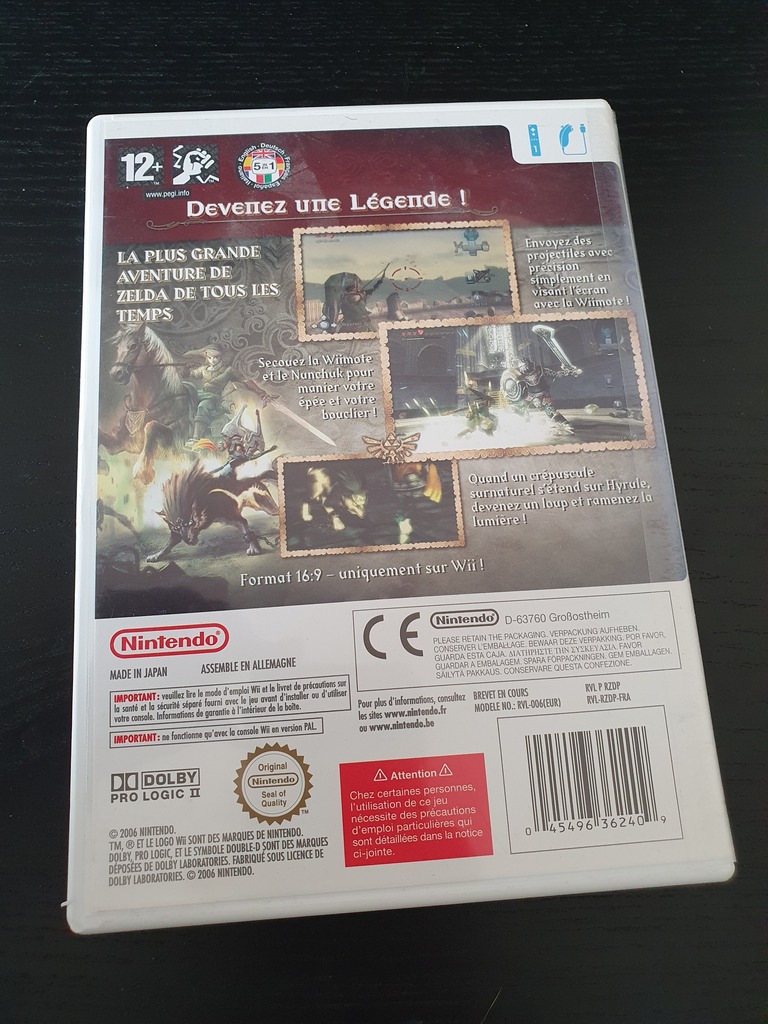 12+
www.pegi.info
English · Deutsch · Français · Español · Italiano
5 in 1
1
Devenez une Légende !
LA PLUS GRANDE
AVENTURE DE
ZELDA DE TOUS LES
TEMPS
Envoyez des
projectiles avec
précision
simplement en
visant l'écran
avec la Wiimote !
Secouez la Wiimote
et le Nunchuk pour
manier votre
épée et votre
bouclier !
Quand un crépuscule
surnaturel s'étend sur Hyrule,
devenez un loup et ramenez la
lumière !
Format 16:9 – uniquement sur Wii !
Nintendo®
MADE IN JAPAN ASSEMBLE EN ALLEMAGNE
CE
Nintendo D-63760 Großostheim
PLEASE RETAIN THE PACKAGING. VERPACKUNG AUFHEBEN.
CONSERVER L'EMBALLAGE. BEWAAR DEZE VERPAKKING. POR FAVOR,
GUARDA ESTA CAJA. ΔΙΑΤΗΡΗΣΤΕ ΤΗΝ ΣΥΣΚΕΥΑΣΙΑ. FAVOR
GUARDAR A EMBALAGEM. SPARA FÖRPACKNINGEN. GEM EMBALLAGEN.
SÄILYTÄ PAKKAUS. CONSERVARE QUESTA CONFEZIONE.
IMPORTANT : veuillez lire le mode d'emploi Wii et le livret de précautions sur
la santé et la sécurité séparé fourni avec le jeu avant d'installer ou d'utiliser
votre console. Informations de garantie à l'intérieur de la boîte.
IMPORTANT : ne fonctionne qu'avec la console Wii en version PAL.
Pour plus d'informations, consultez
les sites www.nintendo.fr
ou www.nintendo.be
BREVET EN COURS
MODELE NO.: RVL-006(EUR)
RVL P RZDP
RVL-RZDP-FRA
DOLBY
PRO LOGIC II
Original
Nintendo
Seal of
Quality
TM
Attention
Chez certaines personnes,
l'utilisation de ce jeu
nécessite des précautions
d'emploi particulières qui
sont détaillées dans la notice
ci-jointe.
0 45496 36240 9
© 2006 NINTENDO.
TM, ® ET LE LOGO Wii SONT DES MARQUES DE NINTENDO.
DOLBY, PRO LOGIC, ET LE SYMBOLE DOUBLE-D SONT DES MARQUES
DÉPOSÉES DE DOLBY LABORATORIES. FABRIQUÉ SOUS LICENCE DE
DOLBY LABORATORIES. © 2006 NINTENDO.